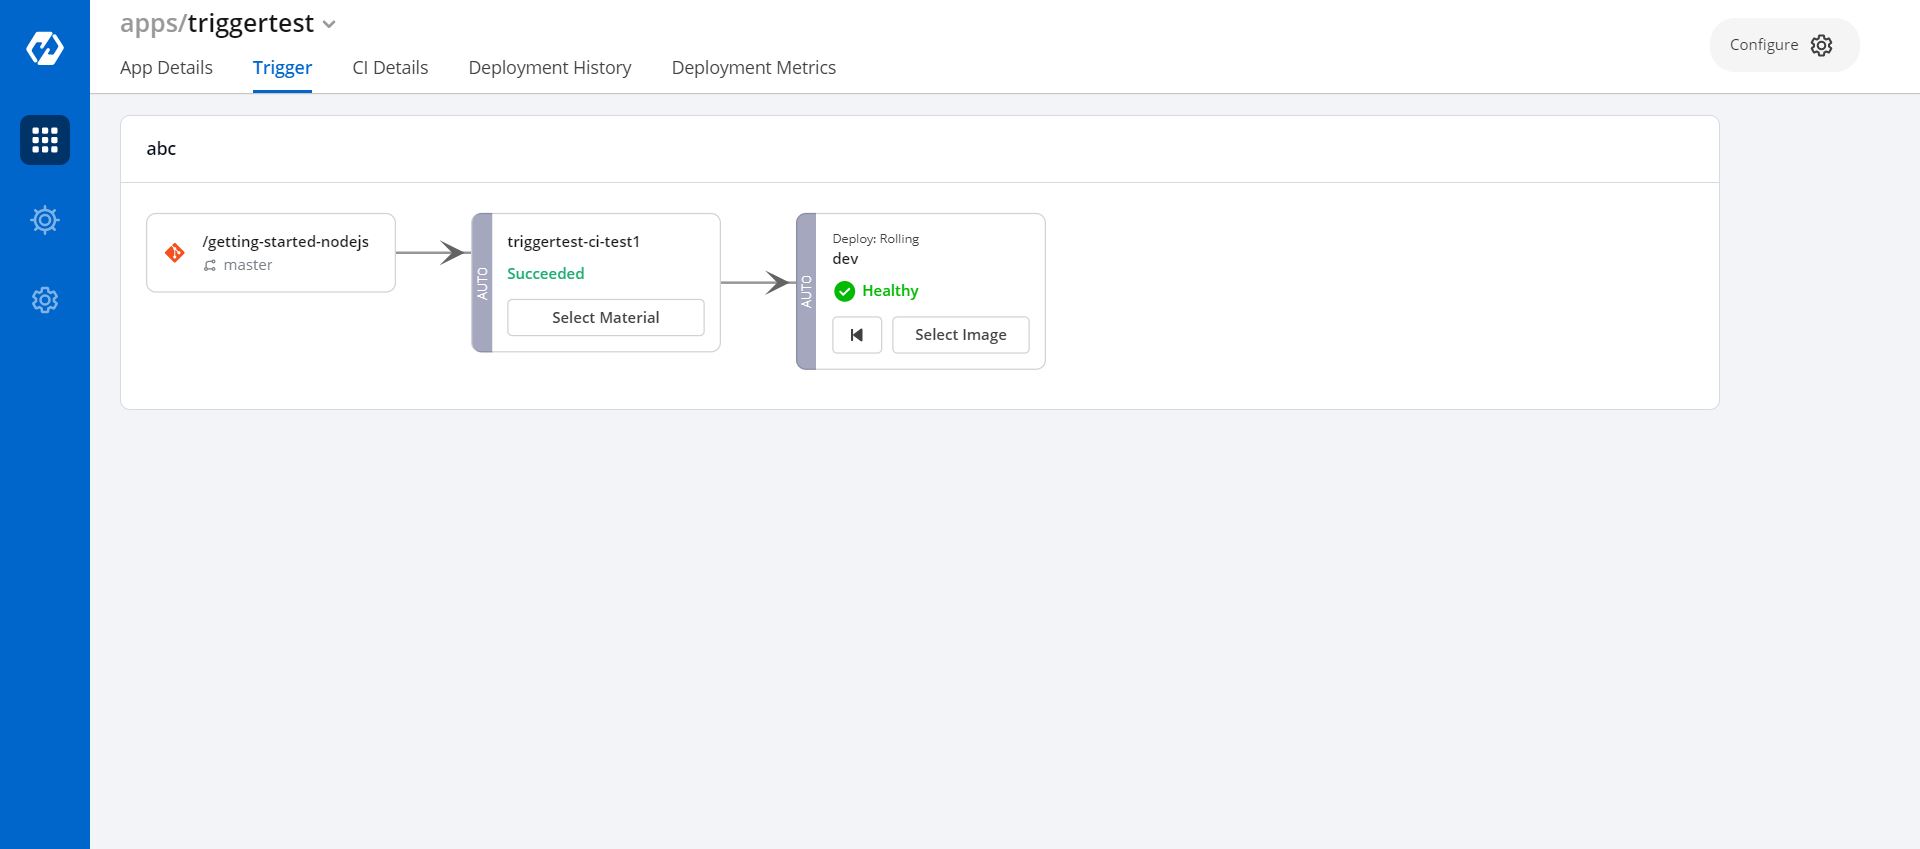 apps/triggertest
Configure
App Details Trigger CI Details Deployment History Deployment Metrics
abc
/getting-started-nodejs
master
AUTO
triggertest-ci-test1
Succeeded
Select Material
AUTO
Deploy: Rolling
dev
Healthy
Select Image